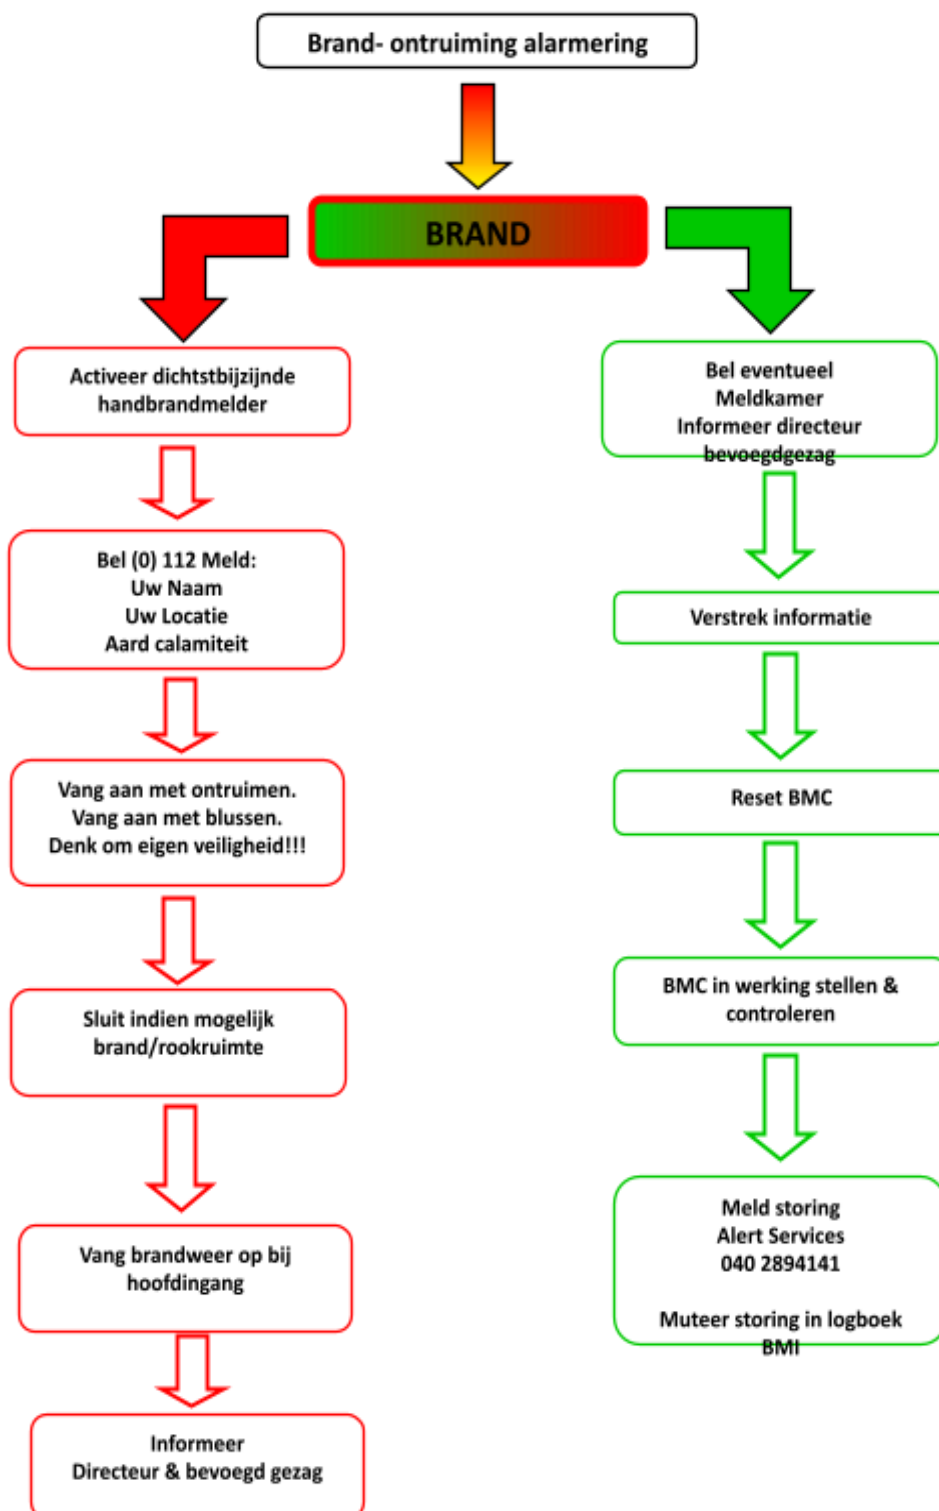 Brand- ontruiming alarmering
BRAND
Activeer dichtstbijzijnde
handbrandmelder
Bel (0) 112 Meld:
Uw Naam
Uw Locatie
Aard calamiteit
Vang aan met ontruimen.
Vang aan met blussen.
Denk om eigen veiligheid!!!
Sluit indien mogelijk
brand/rookruimte
Vang brandweer op bij
hoofdingang
Informeer
Directeur & bevoegd gezag
Bel eventueel
Meldkamer
Informeer directeur
bevoegdgezag
Verstrek informatie
Reset BMC
BMC in werking stellen &
controleren
Meld storing
Alert Services
040 2894141
Muteer storing in logboek
BMI